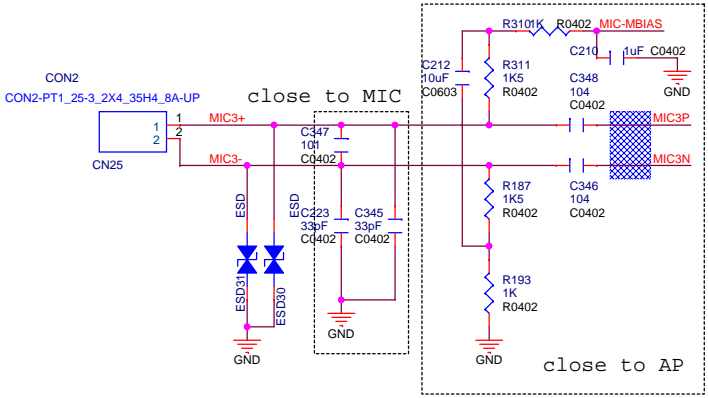 R3101K
R0402
MIC-MBIAS
C212
10uF
C0603
R311
1K5
R0402
C210
1uF
C0402
GND
CON2
CON2-PT1_25-3_2X4_35H4_8A-UP
close to MIC
C348
104
C0402
1
2
1
2
MIC3+
MIC3-
C347
101
C0402
MIC3P
MIC3N
CN25
ESD
ESD
C223
33pF
C0402
C345
33pF
C0402
R187
1K5
R0402
C346
104
C0402
ESD31
ESD30
R193
1K
R0402
GND
GND
GND
close to AP